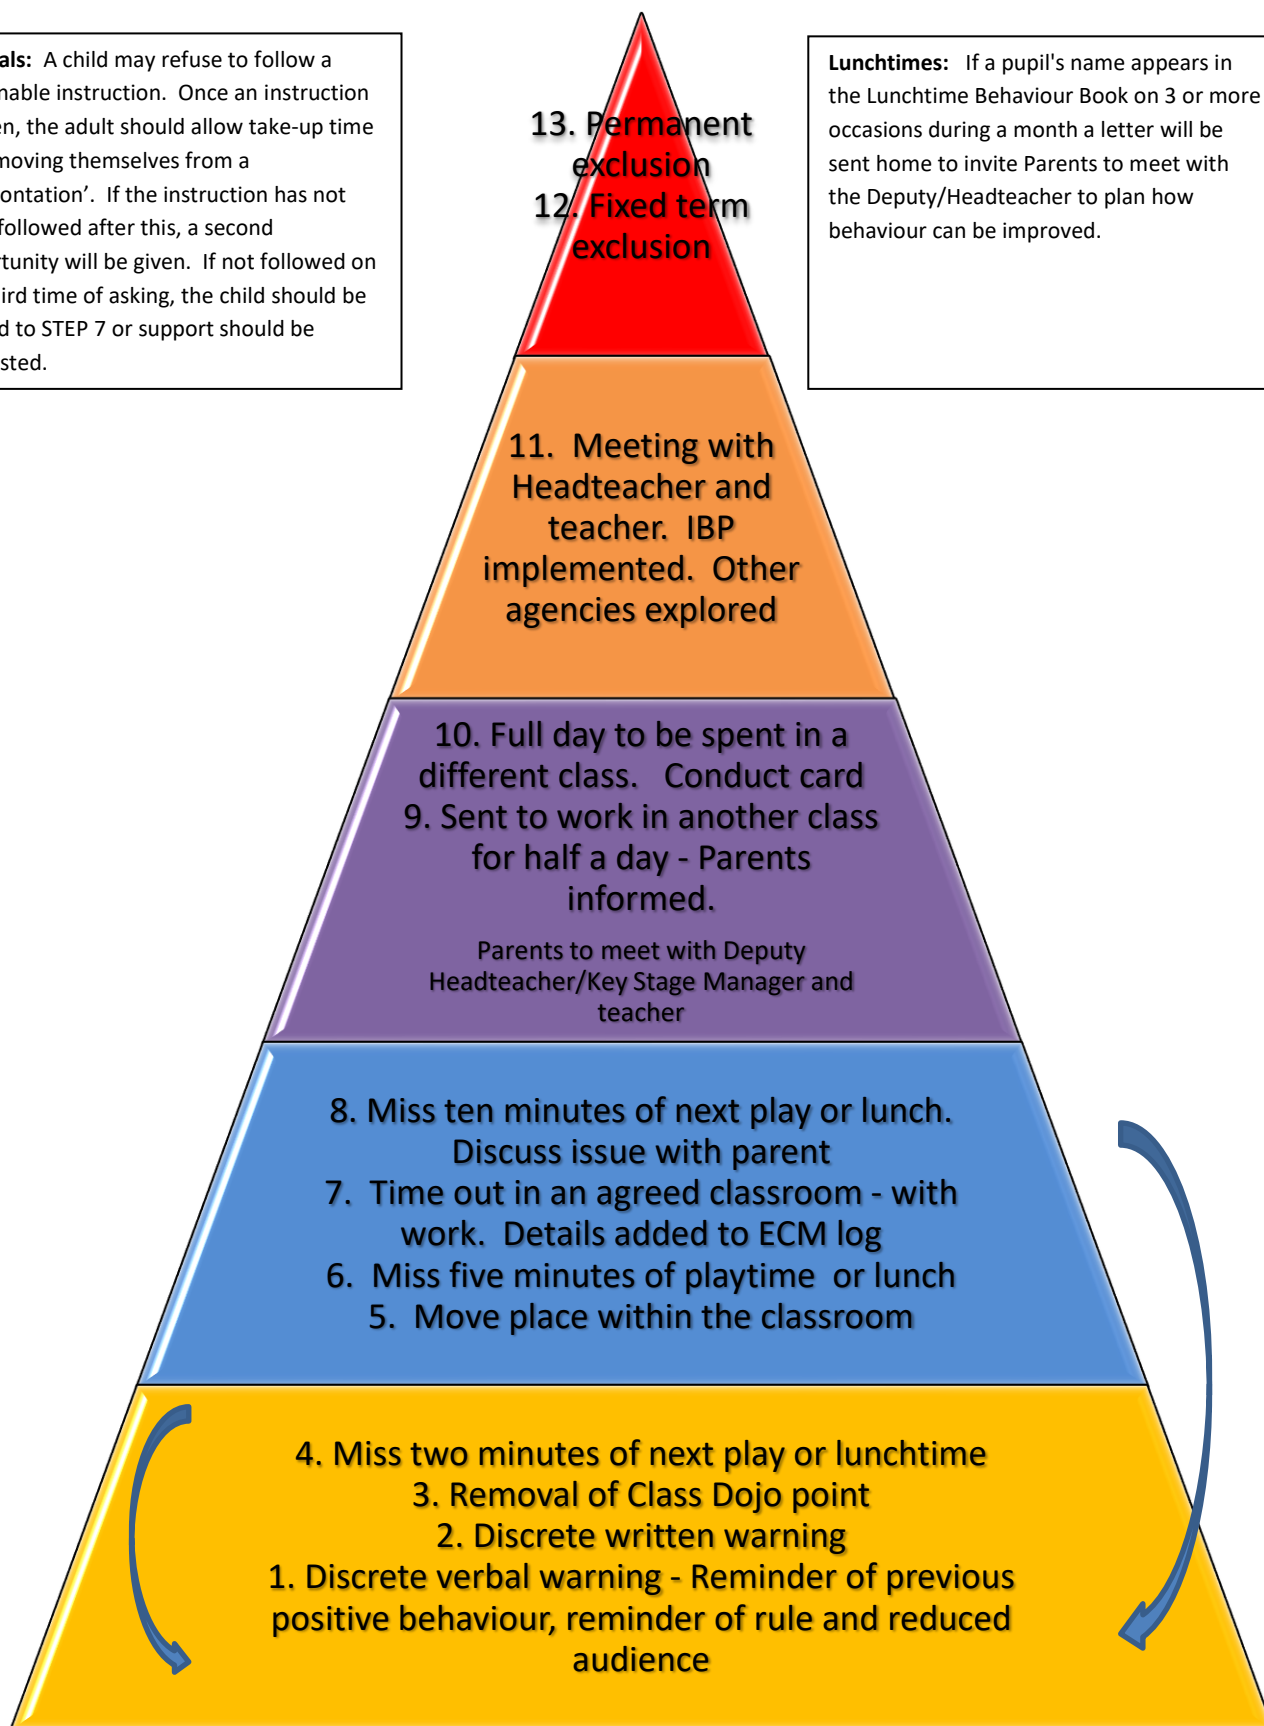 als: A child may refuse to follow a
nable instruction. Once an instruction
en, the adult should allow take-up time
moving themselves from a
ontation’. If the instruction has not
followed after this, a second
rtunity will be given. If not followed on
ird time of asking, the child should be
d to STEP 7 or support should be
sted.
Lunchtimes: If a pupil's name appears in
the Lunchtime Behaviour Book on 3 or more
occasions during a month a letter will be
sent home to invite Parents to meet with
the Deputy/Headteacher to plan how
behaviour can be improved.
13. Permanent
exclusion
12. Fixed term
exclusion
11. Meeting with
Headteacher and
teacher. IBP
implemented. Other
agencies explored
10. Full day to be spent in a
different class. Conduct card
9. Sent to work in another class
for half a day - Parents
informed.
Parents to meet with Deputy
Headteacher/Key Stage Manager and
teacher
8. Miss ten minutes of next play or lunch.
Discuss issue with parent
7. Time out in an agreed classroom - with
work. Details added to ECM log
6. Miss five minutes of playtime or lunch
5. Move place within the classroom
4. Miss two minutes of next play or lunchtime
3. Removal of Class Dojo point
2. Discrete written warning
1. Discrete verbal warning - Reminder of previous
positive behaviour, reminder of rule and reduced
audience